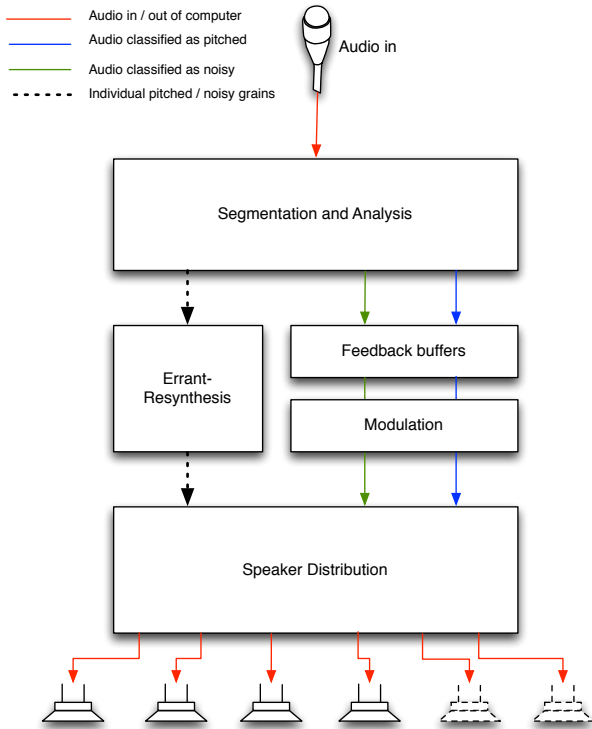 Audio in / out of computer
Audio classified as pitched
Audio classified as noisy
Individual pitched / noisy grains
Audio in
Segmentation and Analysis
Errant-
Resynthesis
Feedback buffers
Modulation
Speaker Distribution